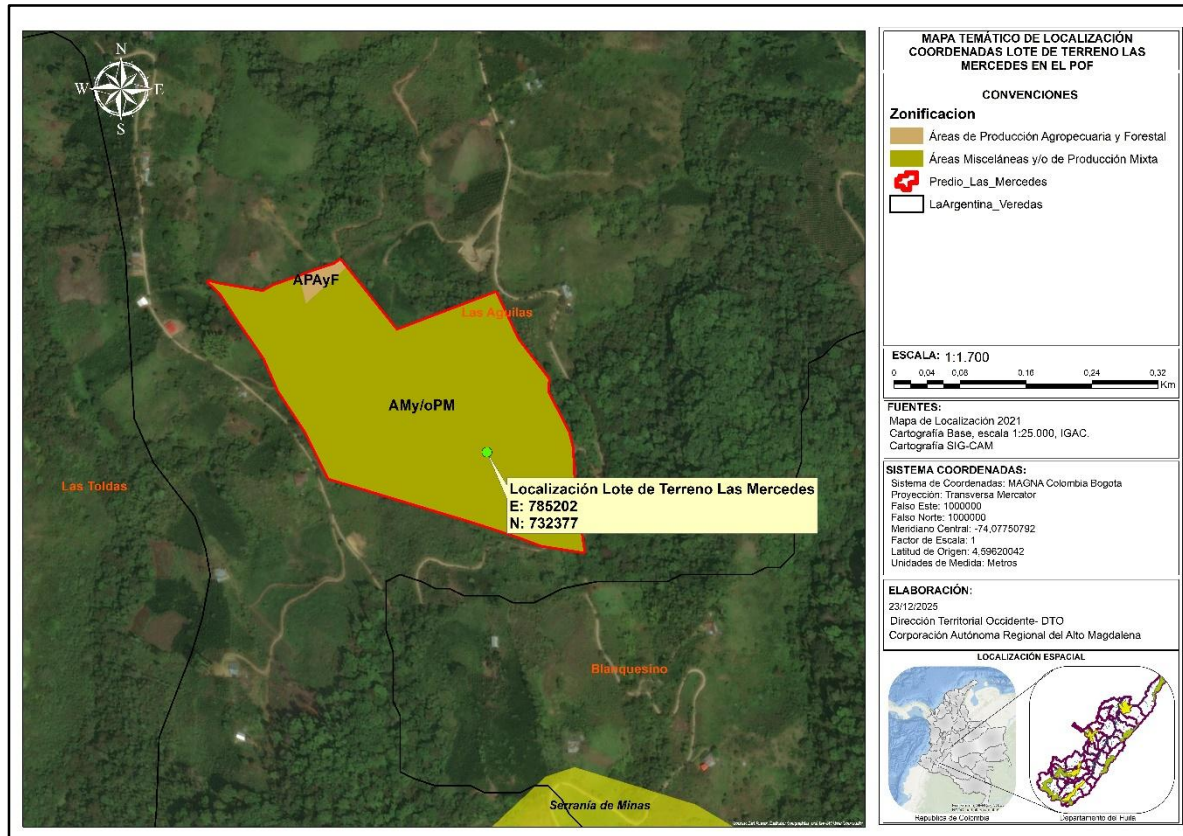 N
W E
S
APAyF
Las Aguilas
AMy/oPM
Las Toldas
Localización Lote de Terreno Las Mercedes
E: 785202
N: 732377
Blanquesino
Serranía de Minas
MAPA TEMÁTICO DE LOCALIZACIÓN
COORDENADAS LOTE DE TERRENO LAS
MERCEDES EN EL POF
CONVENCIONES
Zonificacion
Áreas de Producción Agropecuaria y Forestal
Áreas Misceláneas y/o de Producción Mixta
Predio_Las_Mercedes
LaArgentina_Veredas
ESCALA: 1:1.700
0 0,04 0,08 0,16 0,24 0,32
Km
FUENTES:
Mapa de Localización 2021
Cartografía Base, escala 1:25.000, IGAC.
Cartografía SIG-CAM
SISTEMA COORDENADAS:
Sistema de Coordenadas: MAGNA Colombia Bogota
Proyección: Transversa Mercator
Falso Este: 1000000
Falso Norte: 1000000
Meridiano Central: -74,07750792
Factor de Escala: 1
Latitud de Origen: 4,59620042
Unidades de Medida: Metros
ELABORACIÓN:
23/12/2025
Dirección Territorial Occidente- DTO
Corporación Autónoma Regional del Alto Magdalena
LOCALIZACIÓN ESPACIAL
República de Colombia
Departamento del Huila